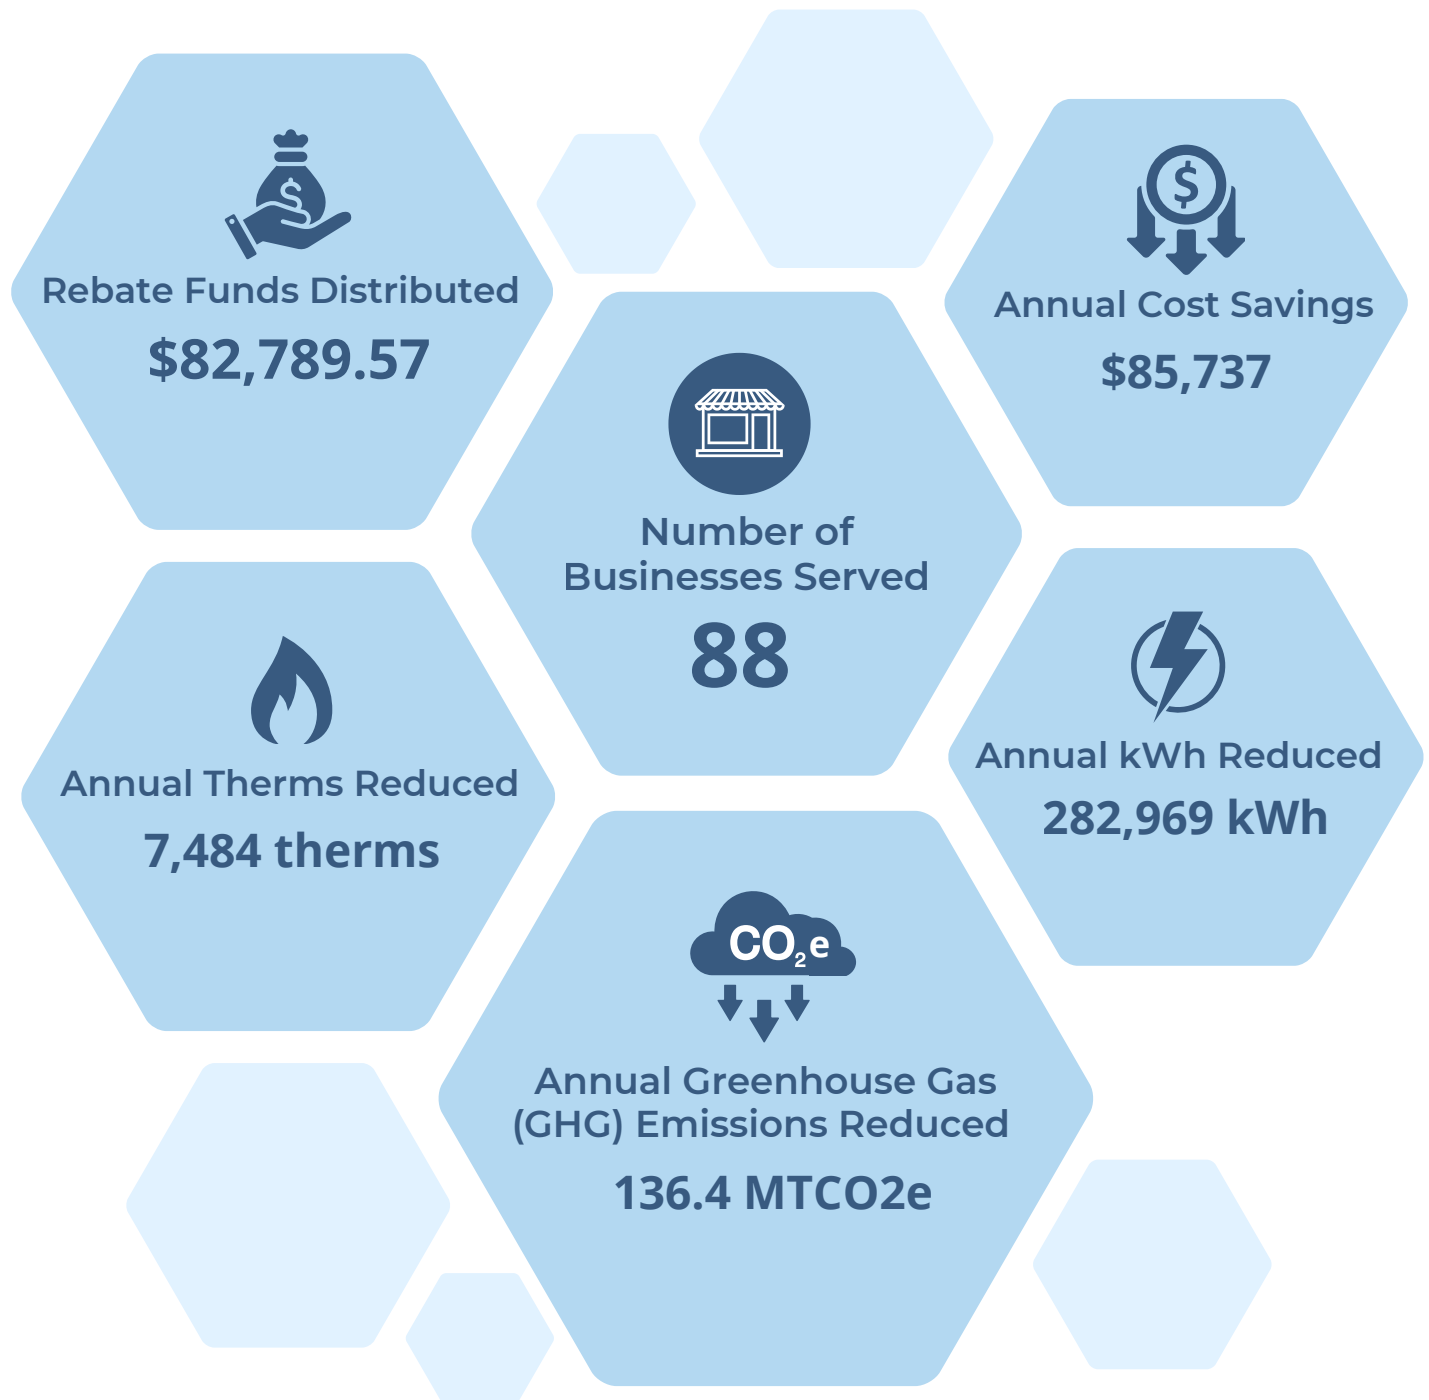 $
Rebate Funds Distributed
$82,789.57
$
Annual Cost Savings
$85,737
Number of
Businesses Served
88
Annual Therms Reduced
7,484 therms
Annual kWh Reduced
282,969 kWh
CO₂e
Annual Greenhouse Gas
(GHG) Emissions Reduced
136.4 MTCO2e